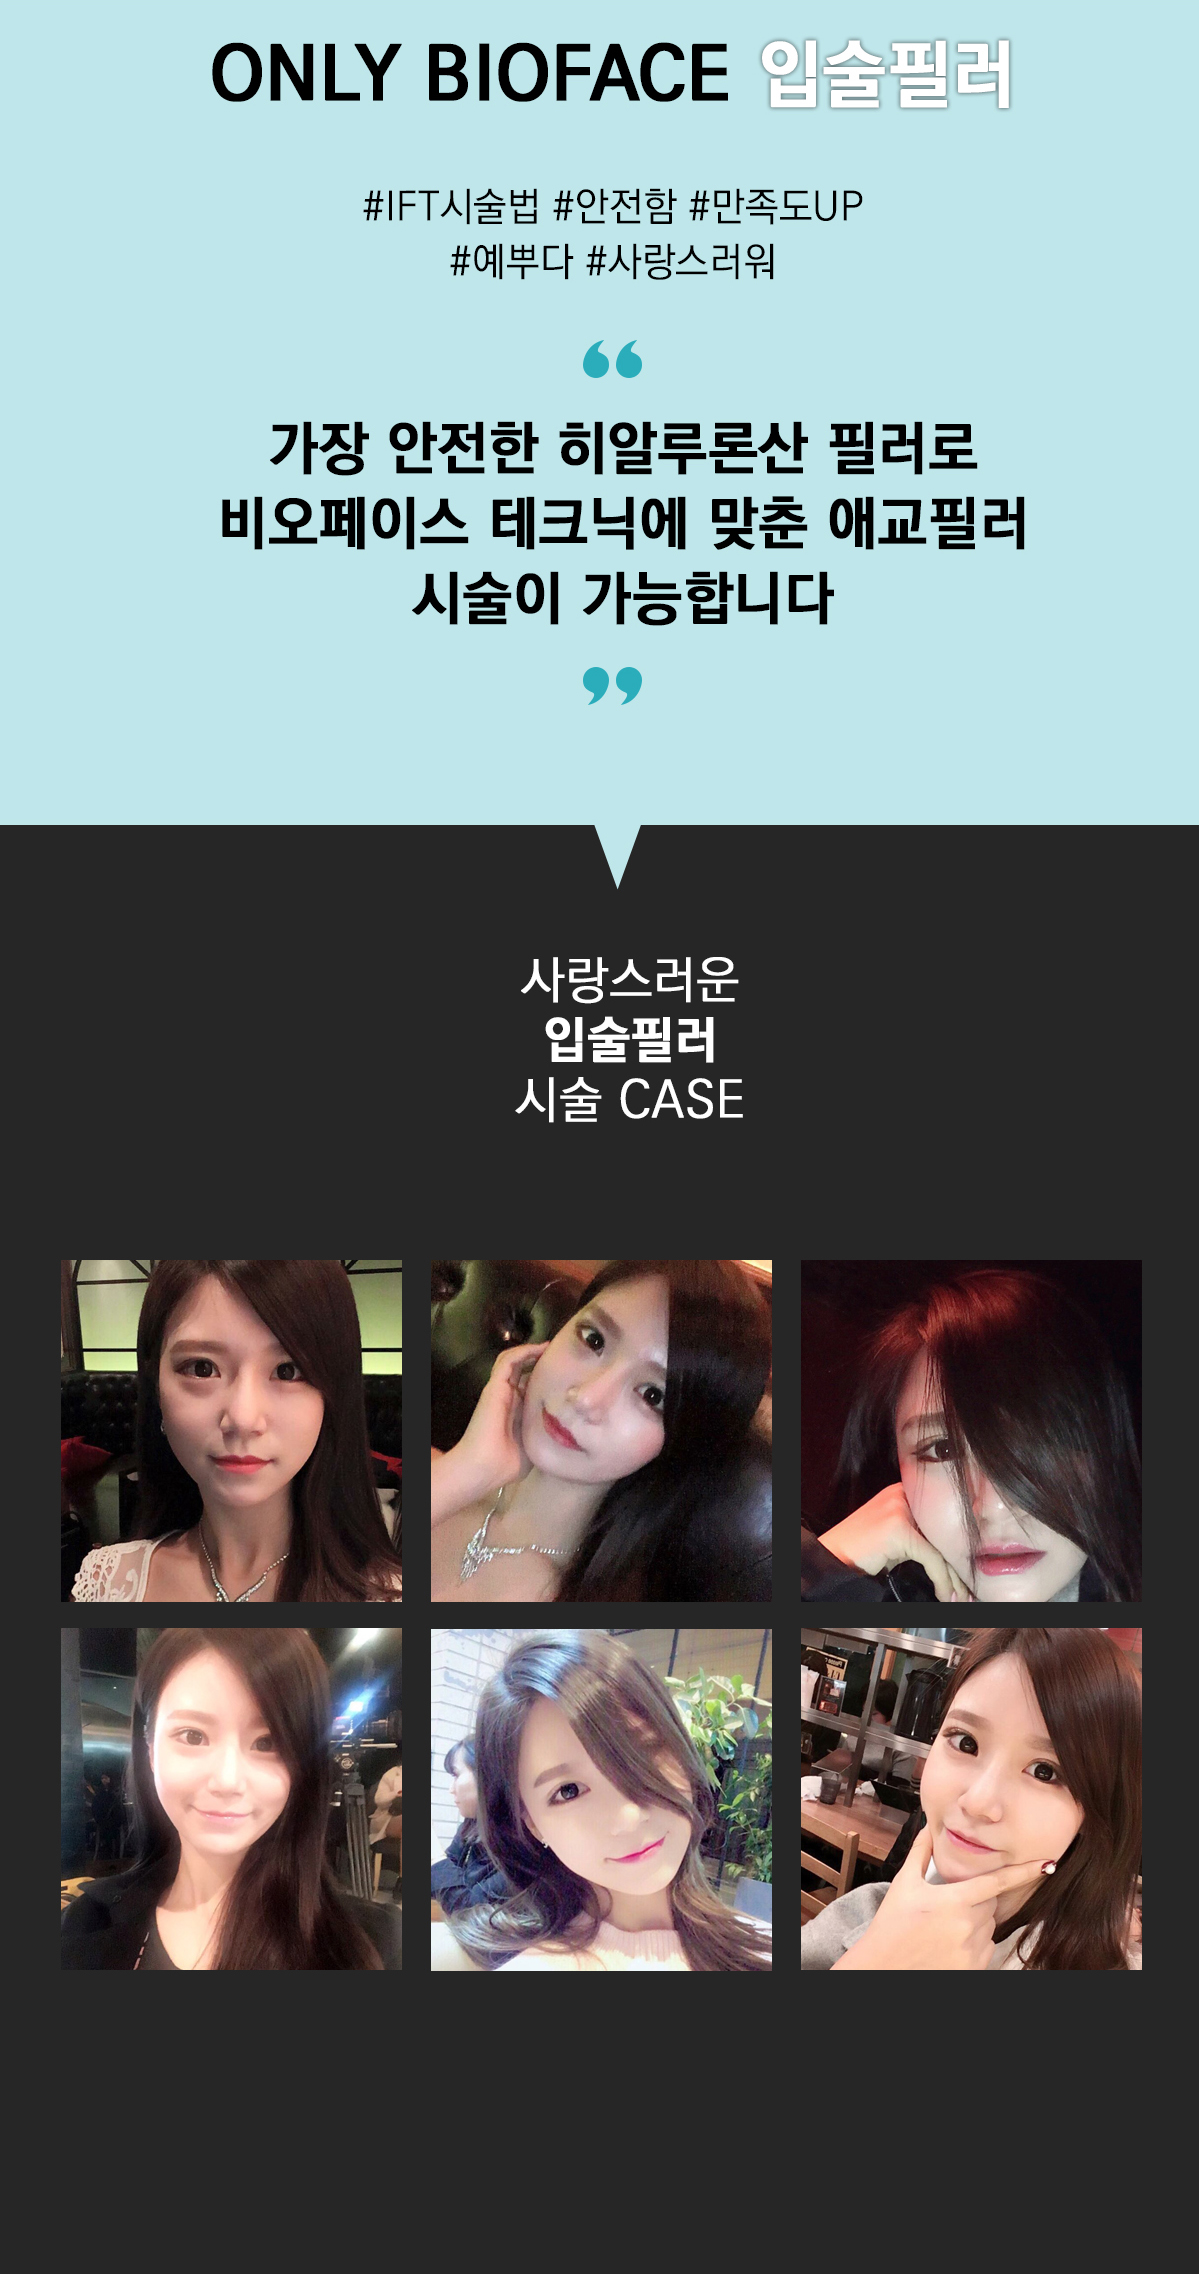 ONLY BIOFACE 입술필러
#IFT시술법 #안전함 #만족도UP
#예뿌다 #사랑스러워
“
가장 안전한 히알루론산 필러로
비오페이스 테크닉에 맞춘 애교필러
시술이 가능합니다
”
사랑스러운
입술필러
시술 CASE